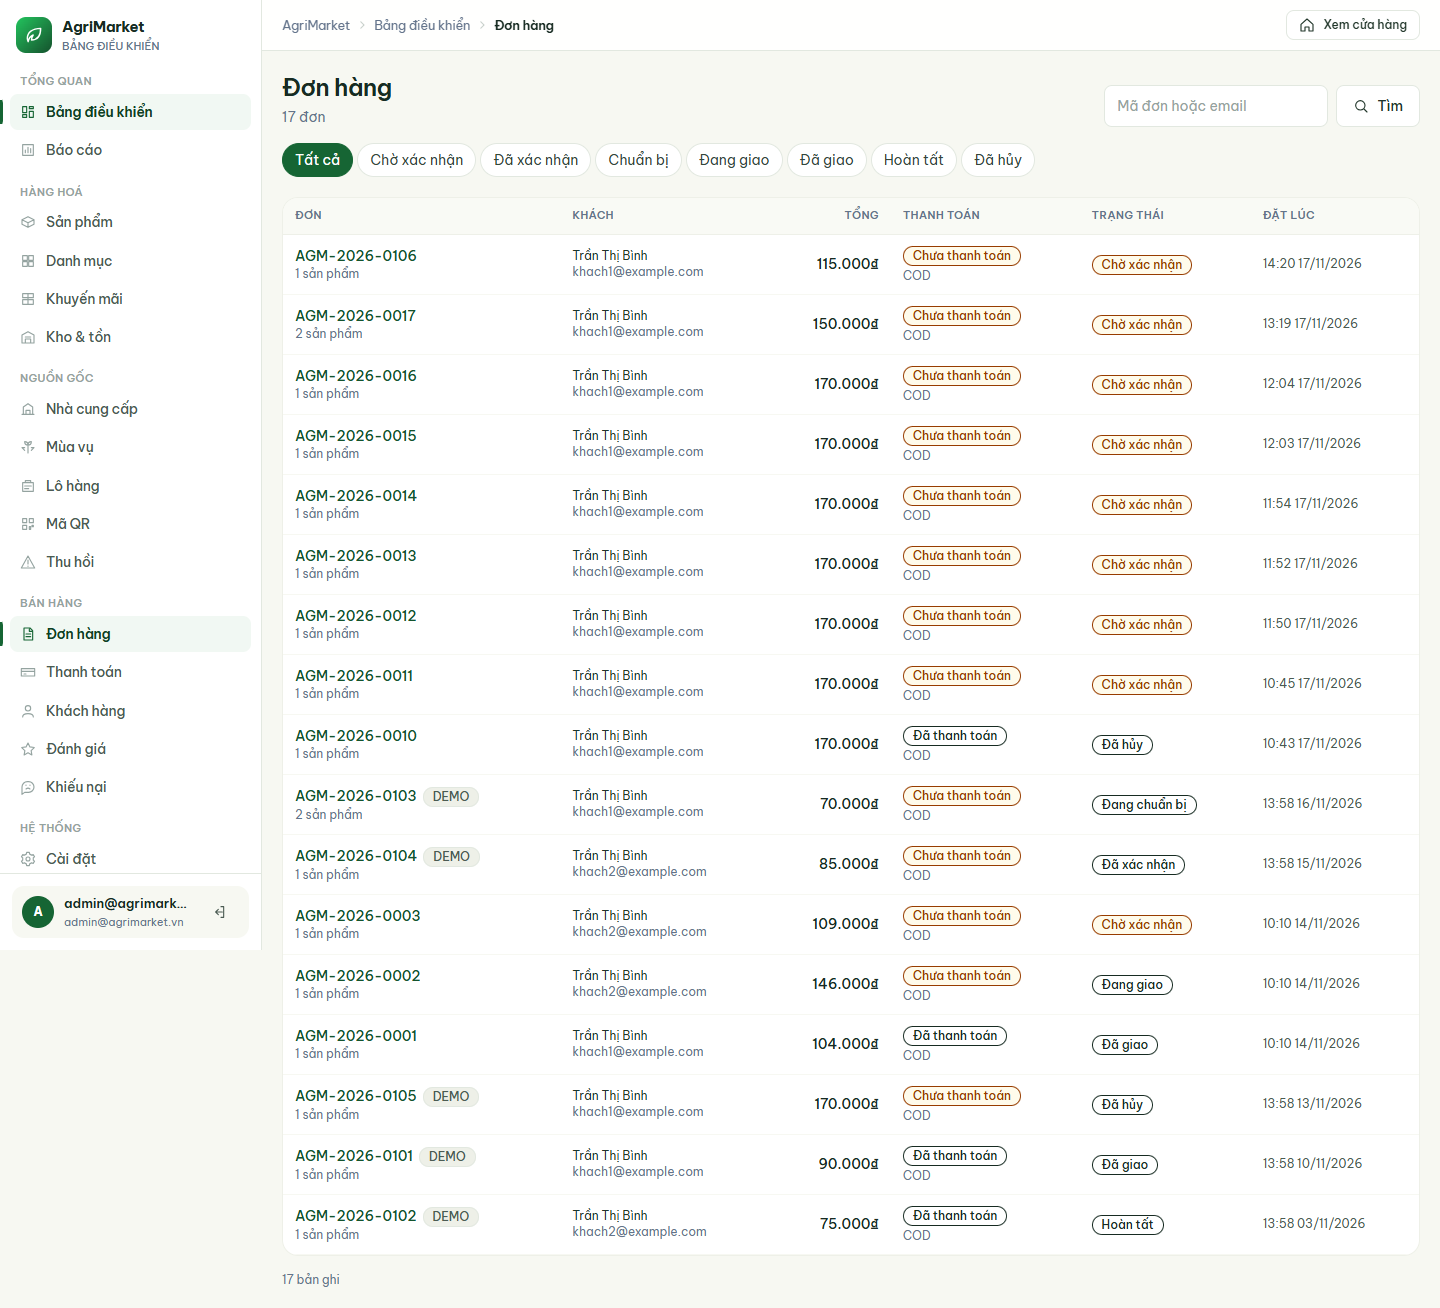 AgriMarket
BẢNG ĐIỀU KHIỂN
TỔNG QUAN
Bảng điều khiển
Báo cáo
HÀNG HOÁ
Sản phẩm
Danh mục
Khuyến mãi
Kho & tồn
NGUỒN GỐC
Nhà cung cấp
Mùa vụ
Lô hàng
Mã QR
Thu hồi
BÁN HÀNG
Đơn hàng
Thanh toán
Khách hàng
Đánh giá
Khiếu nại
HỆ THỐNG
Cài đặt
A
admin@agrimark...
admin@agrimarket.vn
AgriMarket > Bảng điều khiển > Đơn hàng
Xem cửa hàng
Đơn hàng
17 đơn
Mã đơn hoặc email
Tìm
Tất cả Chờ xác nhận Đã xác nhận Chuẩn bị Đang giao Đã giao Hoàn tất Đã hủy
ĐƠN KHÁCH TỔNG THANH TOÁN TRẠNG THÁI ĐẶT LÚC
AGM-2026-0106 Trần Thị Bình 115.000₫ Chưa thanh toán Chờ xác nhận 14:20 17/11/2026
1 sản phẩm khach1@example.com COD
AGM-2026-0017 Trần Thị Bình 150.000₫ Chưa thanh toán Chờ xác nhận 13:19 17/11/2026
2 sản phẩm khach1@example.com COD
AGM-2026-0016 Trần Thị Bình 170.000₫ Chưa thanh toán Chờ xác nhận 12:04 17/11/2026
1 sản phẩm khach1@example.com COD
AGM-2026-0015 Trần Thị Bình 170.000₫ Chưa thanh toán Chờ xác nhận 12:03 17/11/2026
1 sản phẩm khach1@example.com COD
AGM-2026-0014 Trần Thị Bình 170.000₫ Chưa thanh toán Chờ xác nhận 11:54 17/11/2026
1 sản phẩm khach1@example.com COD
AGM-2026-0013 Trần Thị Bình 170.000₫ Chưa thanh toán Chờ xác nhận 11:52 17/11/2026
1 sản phẩm khach1@example.com COD
AGM-2026-0012 Trần Thị Bình 170.000₫ Chưa thanh toán Chờ xác nhận 11:50 17/11/2026
1 sản phẩm khach1@example.com COD
AGM-2026-0011 Trần Thị Bình 170.000₫ Chưa thanh toán Chờ xác nhận 10:45 17/11/2026
1 sản phẩm khach1@example.com COD
AGM-2026-0010 Trần Thị Bình 170.000₫ Đã thanh toán Đã hủy 10:43 17/11/2026
1 sản phẩm khach1@example.com COD
AGM-2026-0103 DEMO Trần Thị Bình 70.000₫ Chưa thanh toán Đang chuẩn bị 13:58 16/11/2026
2 sản phẩm khach1@example.com COD
AGM-2026-0104 DEMO Trần Thị Bình 85.000₫ Chưa thanh toán Đã xác nhận 13:58 15/11/2026
1 sản phẩm khach2@example.com COD
AGM-2026-0003 Trần Thị Bình 109.000₫ Chưa thanh toán Chờ xác nhận 10:10 14/11/2026
1 sản phẩm khach2@example.com COD
AGM-2026-0002 Trần Thị Bình 146.000₫ Chưa thanh toán Đang giao 10:10 14/11/2026
1 sản phẩm khach2@example.com COD
AGM-2026-0001 Trần Thị Bình 104.000₫ Đã thanh toán Đã giao 10:10 14/11/2026
1 sản phẩm khach1@example.com COD
AGM-2026-0105 DEMO Trần Thị Bình 170.000₫ Chưa thanh toán Đã hủy 13:58 13/11/2026
1 sản phẩm khach1@example.com COD
AGM-2026-0101 DEMO Trần Thị Bình 90.000₫ Đã thanh toán Đã giao 13:58 10/11/2026
1 sản phẩm khach1@example.com COD
AGM-2026-0102 DEMO Trần Thị Bình 75.000₫ Đã thanh toán Hoàn tất 13:58 03/11/2026
1 sản phẩm khach2@example.com COD
17 bản ghi